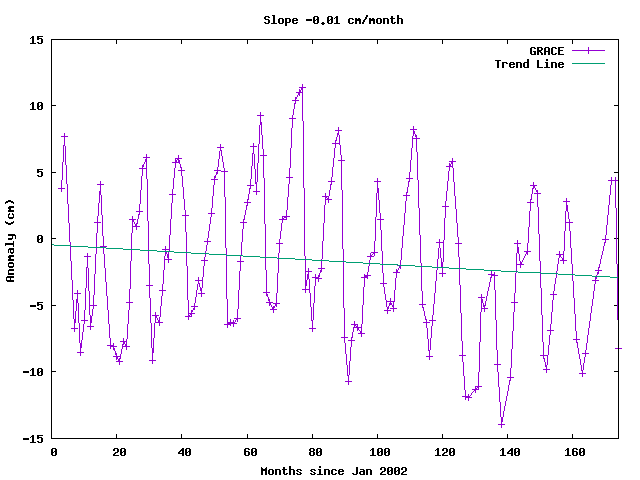 Slope -0.01 cm/month
15
GRACE
Trend Line
10
5
0
-5
-10
-15
Anomaly (cm)
0 20 40 60 80 100 120 140 160
Months since Jan 2002